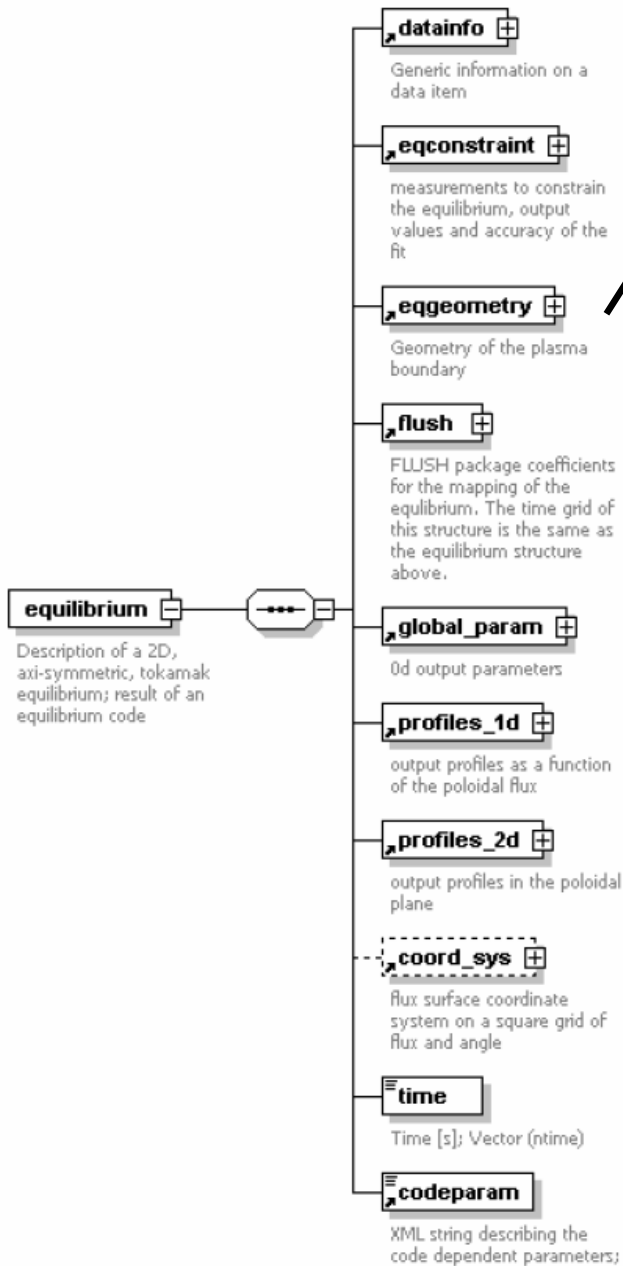 datainfo
Generic information on a
data item
eqconstraint
measurements to constrain
the equilibrium, output
values and accuracy of the
fit
eqgeometry
Geometry of the plasma
boundary
flush
FLUSH package coefficients
for the mapping of the
equlibrium. The time grid of
this structure is the same as
the equilibrium structure
above.
equilibrium
Description of a 2D,
axi-symmetric, tokamak
equilibrium; result of an
equilibrium code
global_param
0d output parameters
profiles_1d
output profiles as a function
of the poloidal flux
profiles_2d
output profiles in the poloidal
plane
coord_sys
flux surface coordinate
system on a square grid of
flux and angle
time
Time [s]; Vector (ntime)
codeparam
XML string describing the
code dependent parameters;